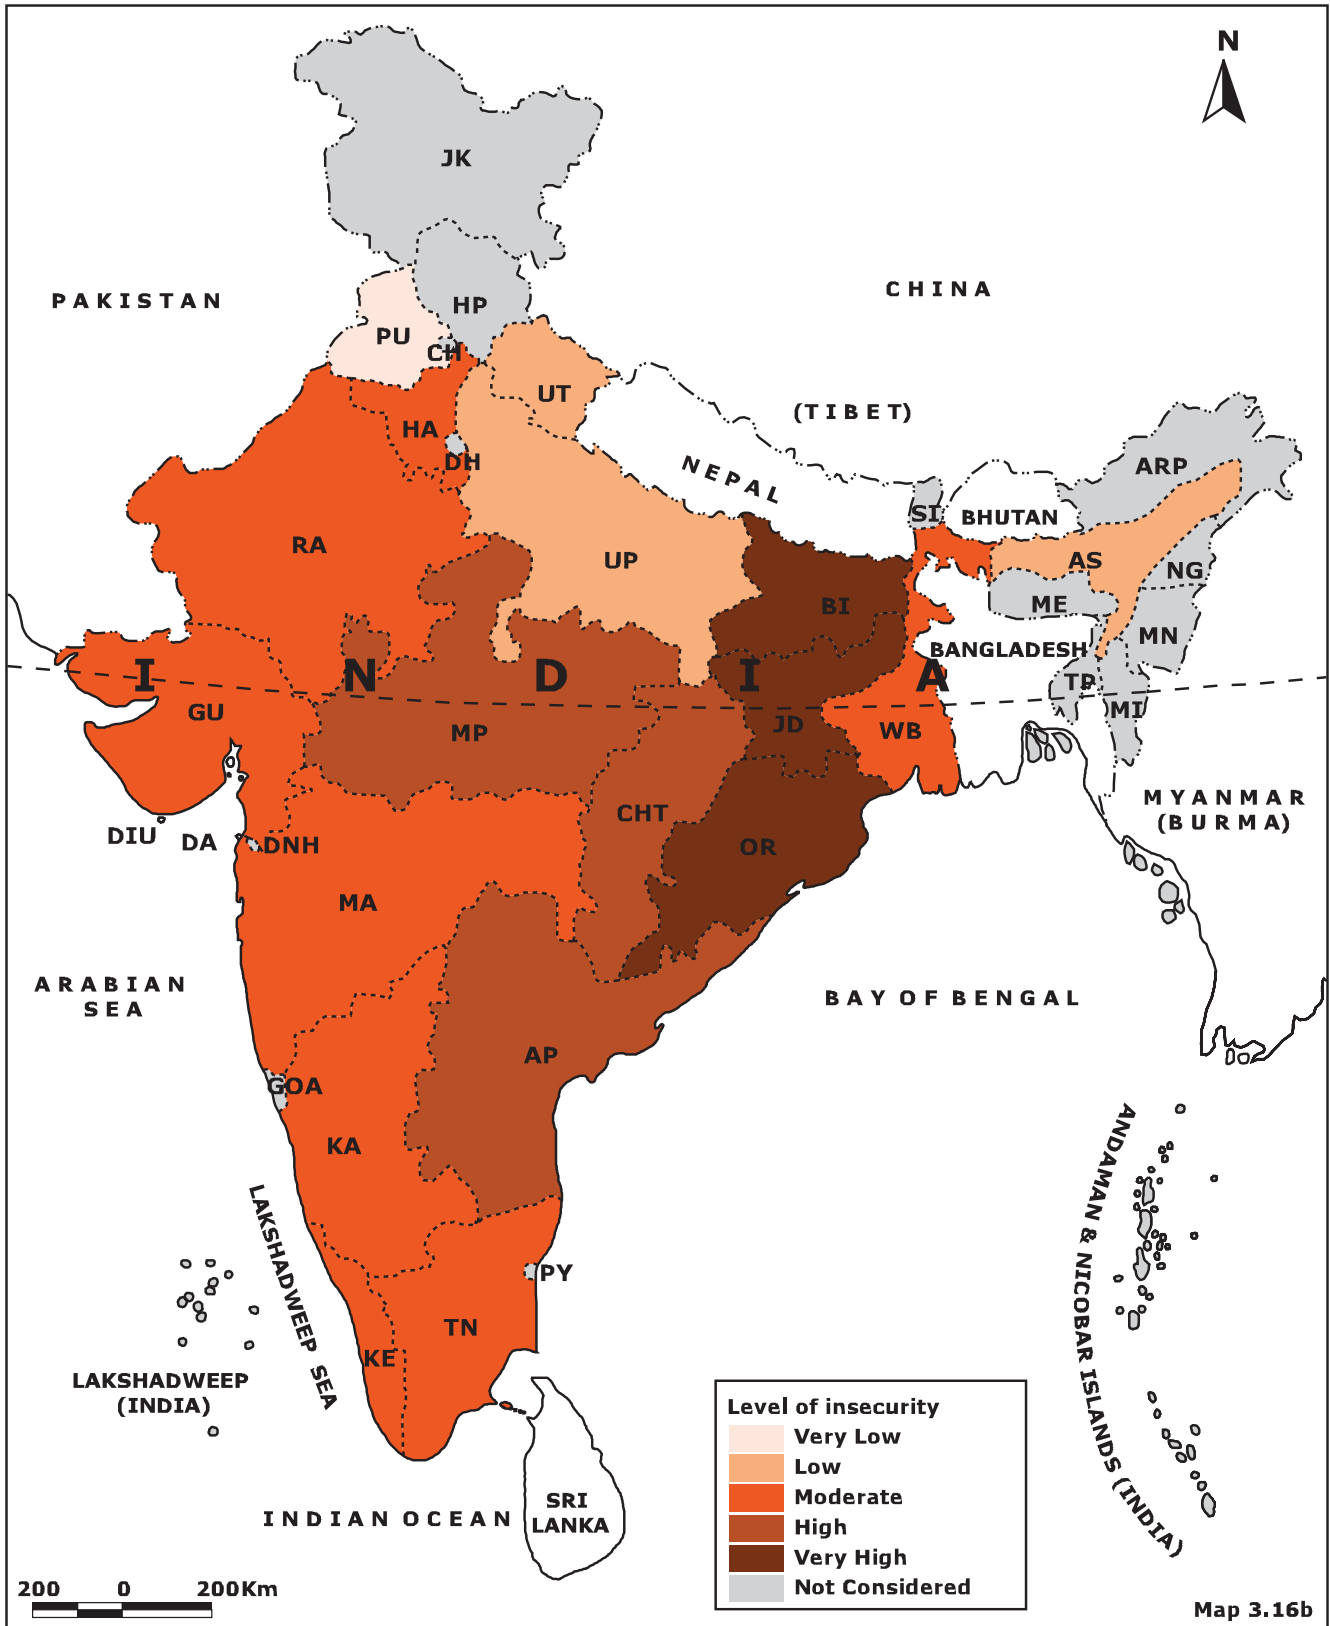 N
JK
PAKISTAN
CHINA
HP
PU
CH
UT
(TIBET)
HA
DH
NEPAL
ARP
SI
BHUTAN
RA
UP
AS
NG
BI
ME
MN
BANGLADESH
I N D I A
TP
MI
GU
MP
JD
WB
MYANMAR
(BURMA)
CHT
DIU
DA
DNH
OR
MA
ARABIAN
SEA
BAY OF BENGAL
AP
GOA
KA
ANDAMAN & NICOBAR ISLANDS (INDIA)
LAKSHADWEEP SEA
PY
TN
KE
LAKSHADWEEP
(INDIA)
Level of insecurity
Very Low
Low
Moderate
High
Very High
Not Considered
INDIAN OCEAN
SRI
LANKA
200 0 200Km
Map 3.16b